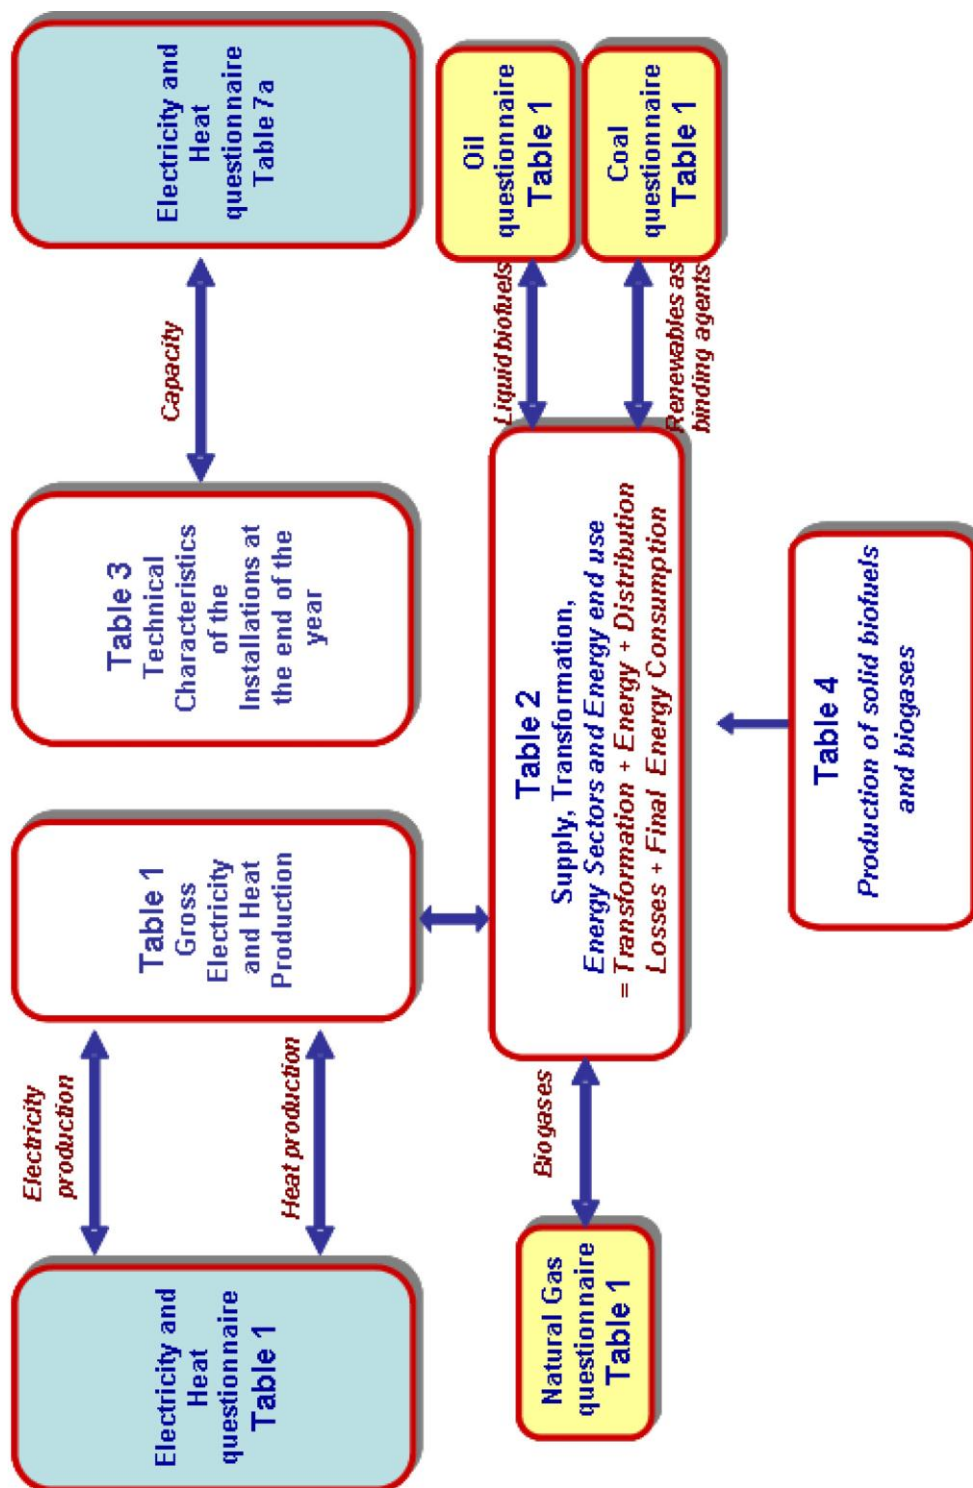 Electricity and
Heat
questionnaire
Table 1
Electricity
production
Heat production
Table 1
Gross
Electricity
and Heat
Production
Table 3
Technical
Characteristics
of the
Installations at
the end of the
year
Capacity
Electricity and
Heat
questionnaire
Table 7a
Natural Gas
questionnaire
Table 1
Biogases
Table 2
Supply, Transformation,
Energy Sectors and Energy end use
= Transformation + Energy + Distribution
Losses + Final Energy Consumption
Liquid biofuels
Oil
questionnaire
Table 1
Renewables as
binding agents
Coal
questionnaire
Table 1
Table 4
Production of solid biofuels
and biogases